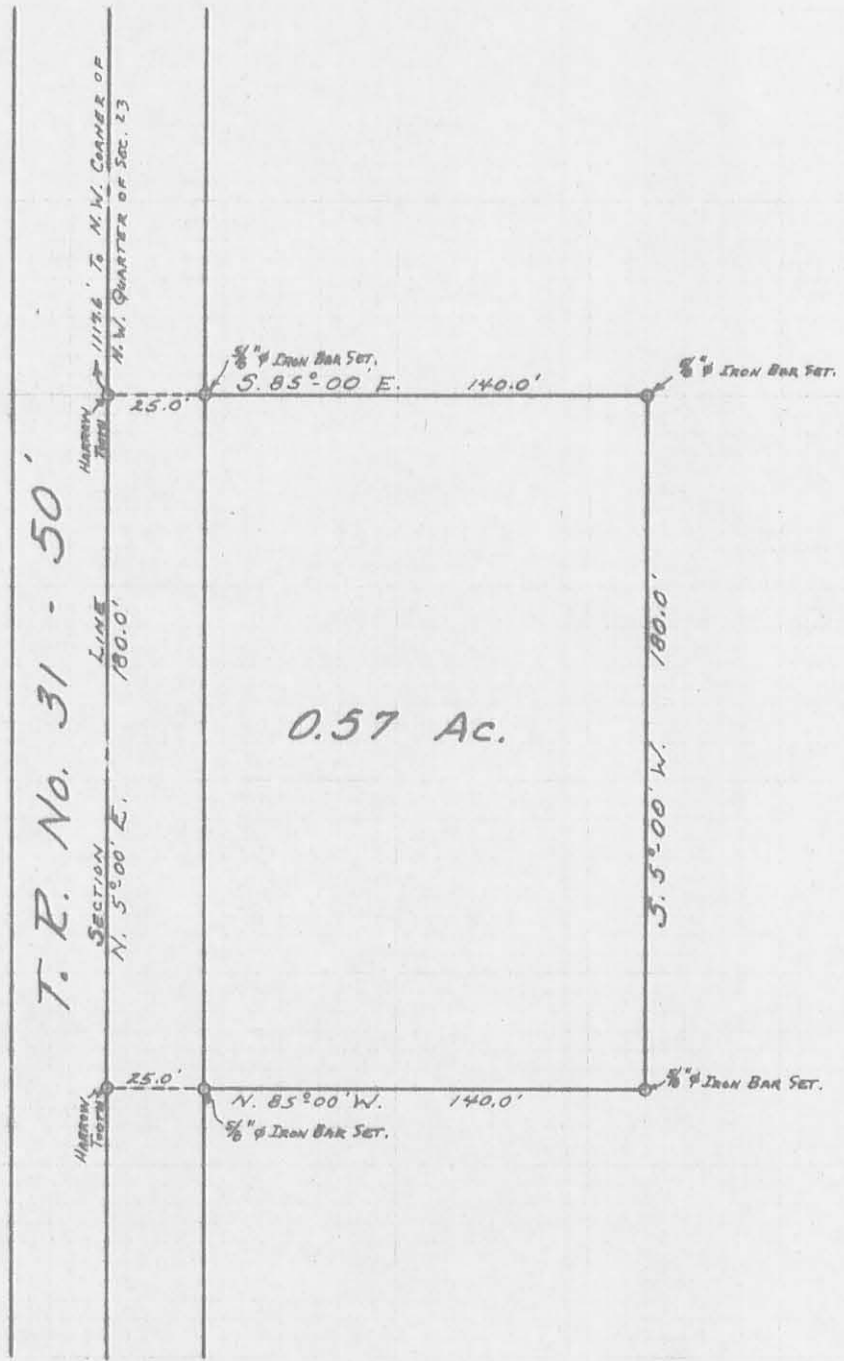 1117.6' To N.W. CORNER OF
N.W. QUARTER OF SEC. 23
5/8" ø IRON BAR SET.
5/8" ø IRON BAR SET.
S. 85°-00' E. 140.0'
25.0'
HARROW
TOOTH
T. R. No. 31 - 50'
SECTION LINE
N. 5°00' E. 180.0'
0.57 Ac.
S. 5°-00' W. 180.0'
25.0'
N. 85°00' W. 140.0'
5/8" ø IRON BAR SET.
HARROW
TOOTH
5/8" ø IRON BAR SET.